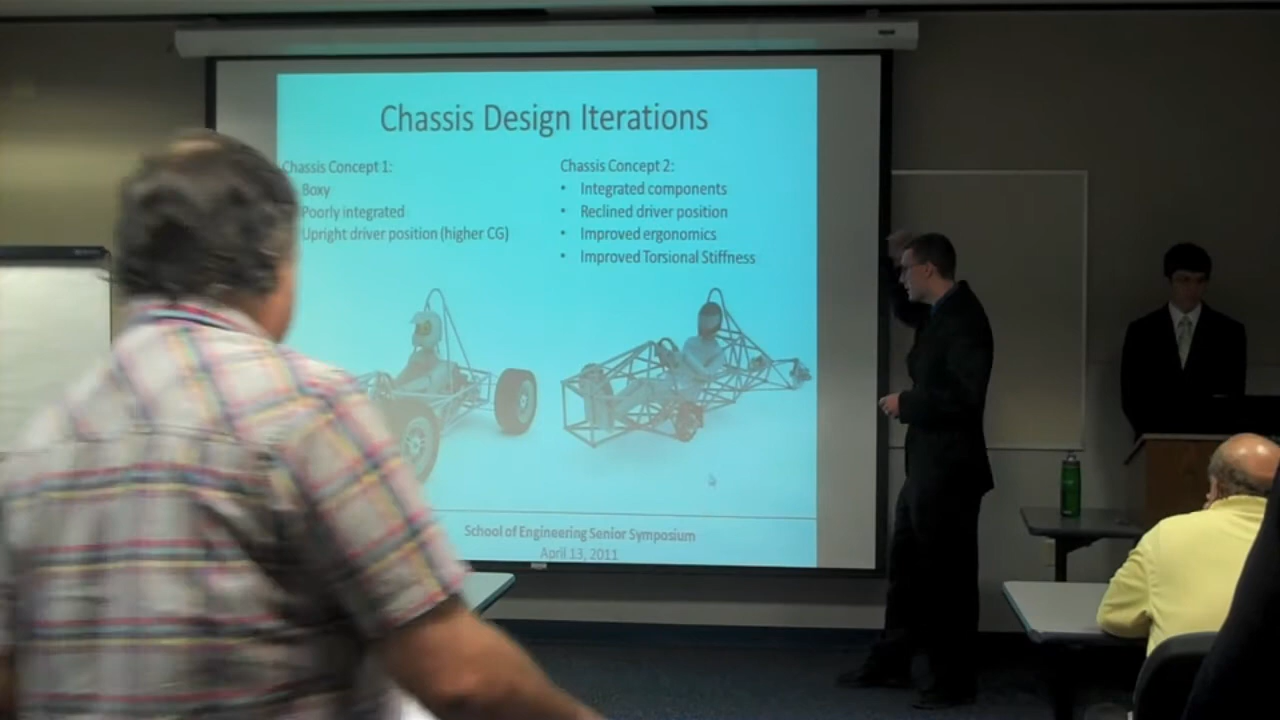 Chassis Design Iterations
Chassis Concept 1:
Boxy
Poorly integrated
Upright driver position (higher CG)
Chassis Concept 2:
• Integrated components
• Reclined driver position
• Improved ergonomics
• Improved Torsional Stiffness
School of Engineering Senior Symposium
April 13, 2011